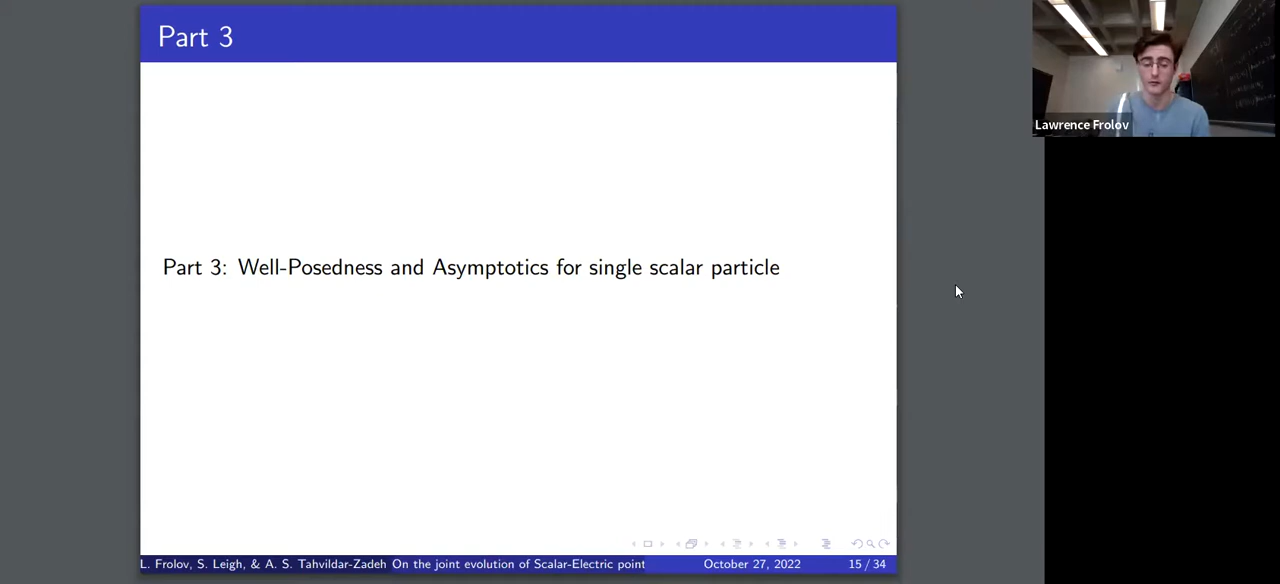 Part 3
Lawrence Frolov
Part 3: Well-Posedness and Asymptotics for single scalar particle
L. Frolov, S. Leigh, & A. S. Tahvildar-Zadeh On the joint evolution of Scalar-Electric point October 27, 2022 15 / 34